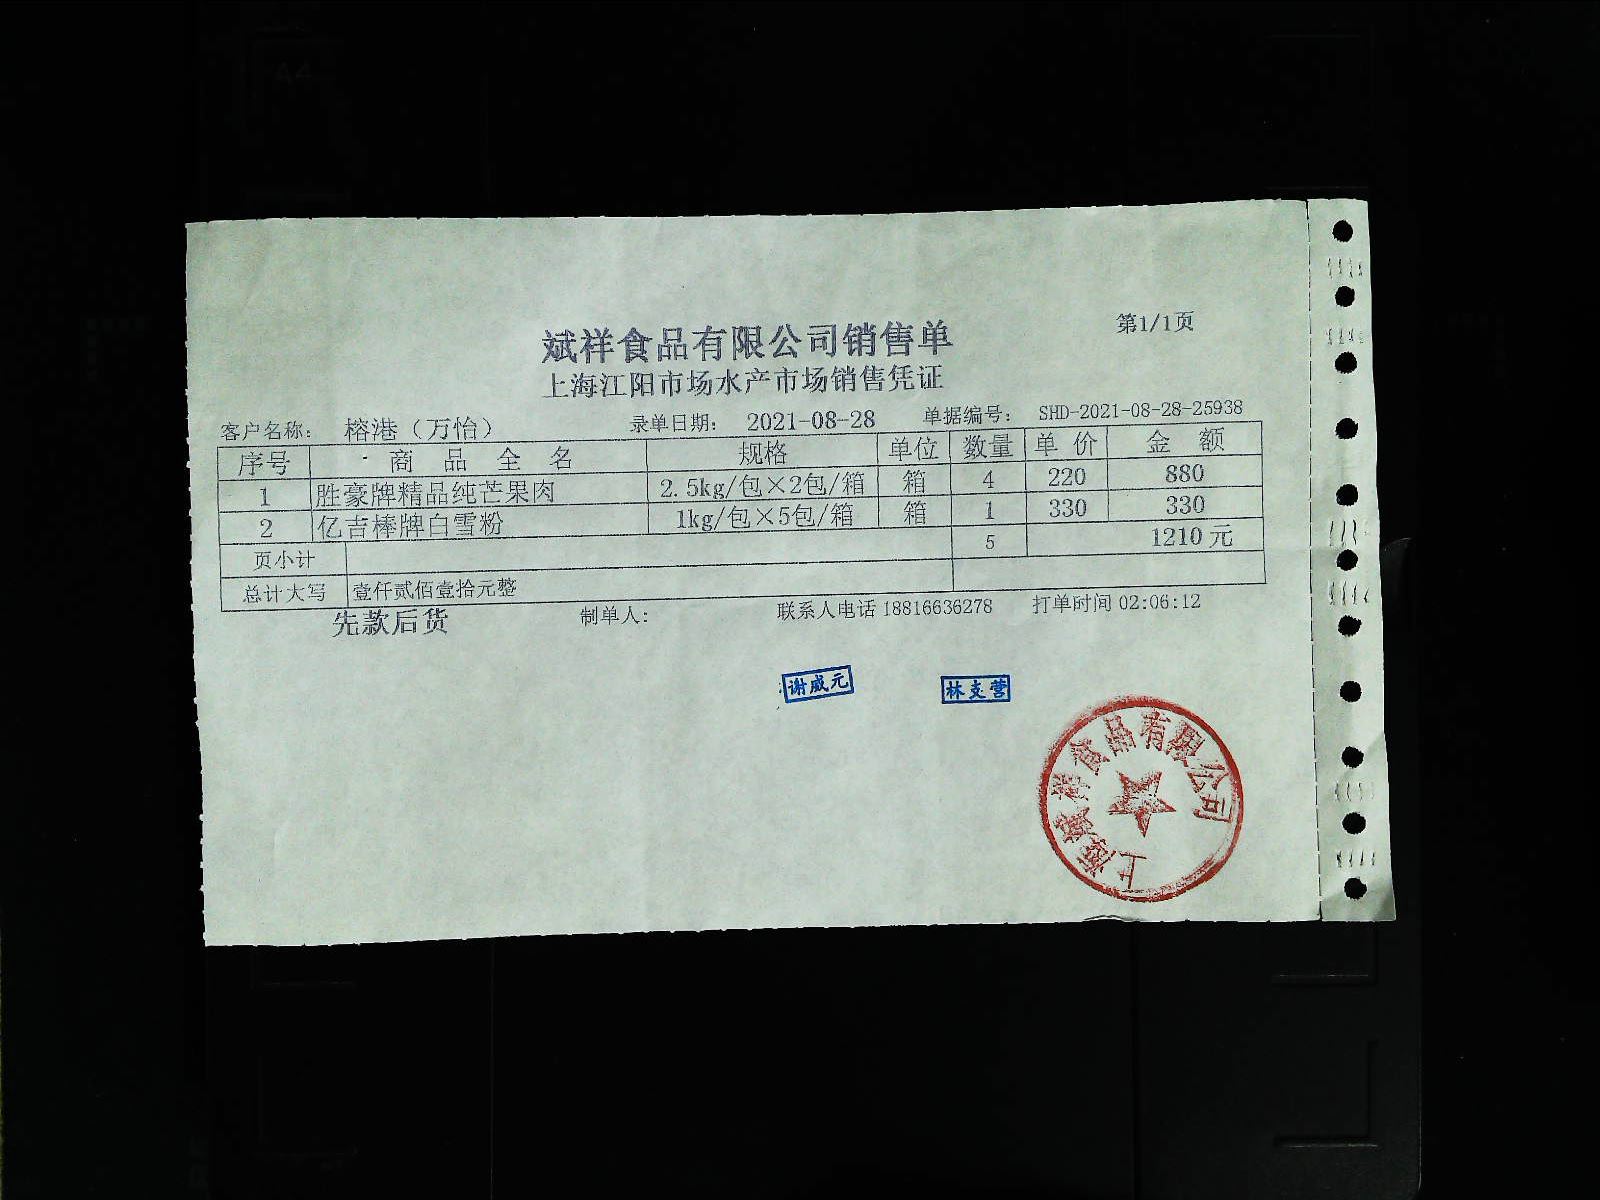 第1/1页
斌祥食品有限公司销售单
上海江阳市场水产市场销售凭证
客户名称: 榕港（万怡） 录单日期: 2021-08-28 单据编号: SHD-2021-08-28-25938
序号 商品全名 规格 单位 数量 单价 金额
1 胜豪牌精品纯芒果肉 2.5kg/包×2包/箱 箱 4 220 880
2 亿吉棒牌白雪粉 1kg/包×5包/箱 箱 1 330 330
页小计 5 1210元
总计大写 壹仟贰佰壹拾元整
先款后货 制单人: 联系人电话 18816636278 打单时间 02:06:12
谢威元 林支营
上海斌祥食品有限公司